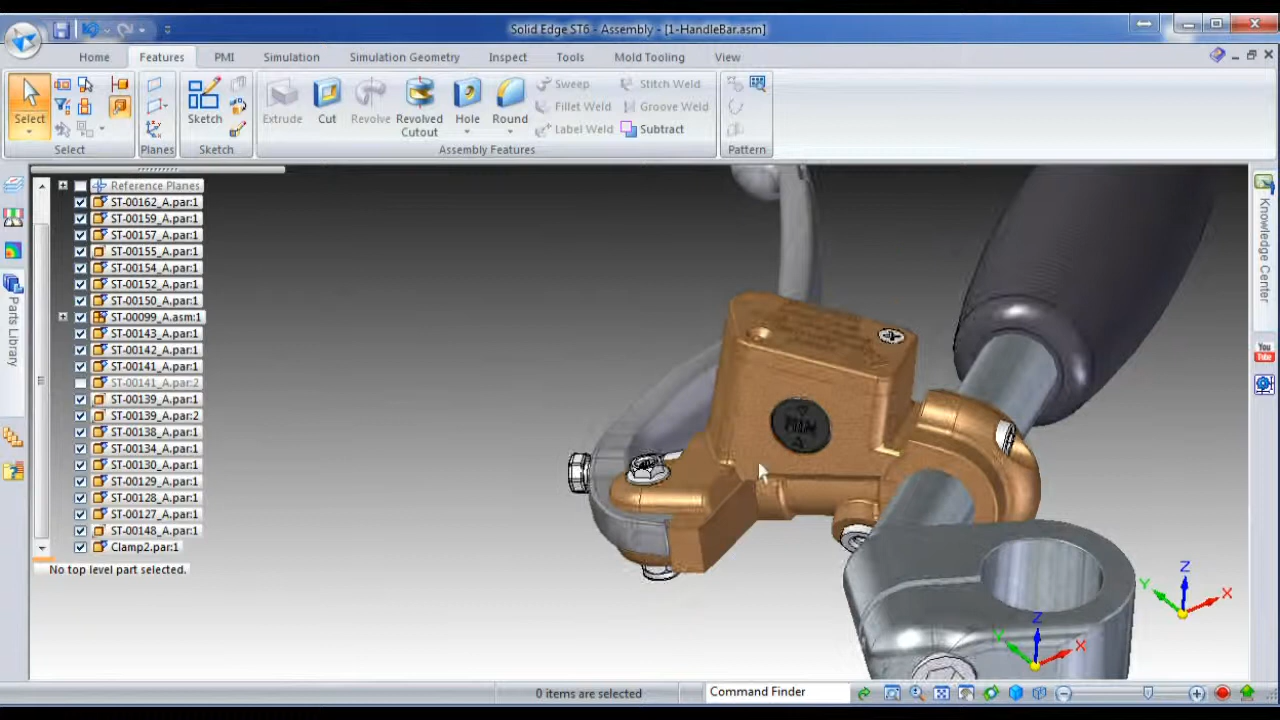 Solid Edge ST6 - Assembly - [1-HandleBar.asm]
Home Features PMI Simulation Simulation Geometry Inspect Tools Mold Tooling View
Select
Select
Planes
Sketch
Sketch
Extrude
Cut
Revolve
Revolved Cutout
Hole
Round
Sweep
Fillet Weld
Label Weld
Stitch Weld
Groove Weld
Subtract
Assembly Features
Pattern
Parts Library
Reference Planes
ST-00162_A.par:1
ST-00159_A.par:1
ST-00157_A.par:1
ST-00155_A.par:1
ST-00154_A.par:1
ST-00152_A.par:1
ST-00150_A.par:1
ST-00099_A.asm:1
ST-00143_A.par:1
ST-00142_A.par:1
ST-00141_A.par:1
ST-00141_A.par:2
ST-00139_A.par:1
ST-00139_A.par:2
ST-00138_A.par:1
ST-00134_A.par:1
ST-00130_A.par:1
ST-00129_A.par:1
ST-00128_A.par:1
ST-00127_A.par:1
ST-00148_A.par:1
Clamp2.par:1
No top level part selected.
MIN
Knowledge Center
You Tube
Z
Y
X
Z
Y
X
0 items are selected
Command Finder